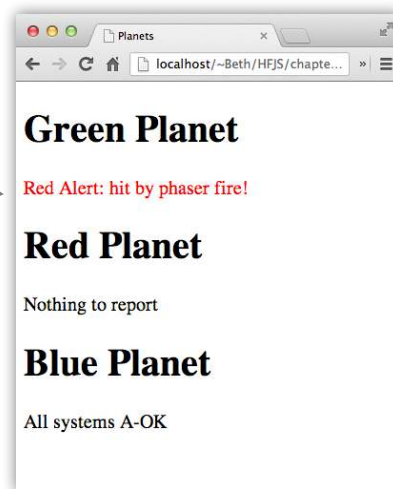 Planets
localhost/~Beth/HFJS/chapte...
Green Planet
Red Alert: hit by phaser fire!
Red Planet
Nothing to report
Blue Planet
All systems A-OK